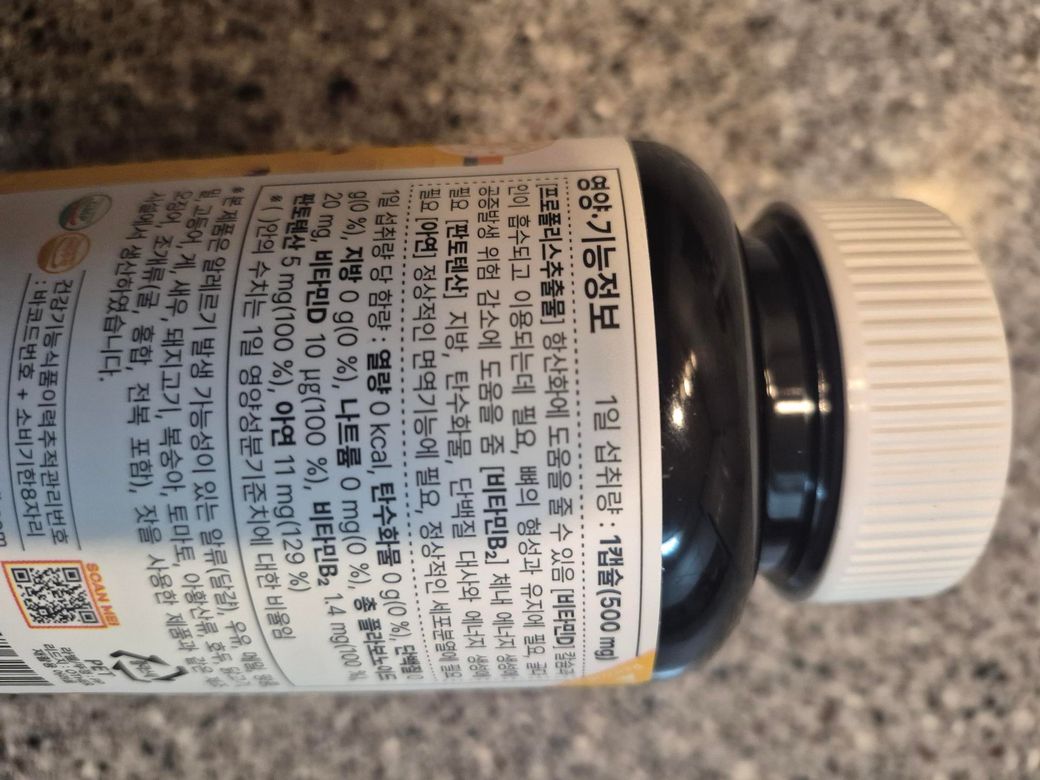 영양·기능정보 1일 섭취량 : 1캡슐(500 mg)
[프로폴리스추출물] 항산화에 도움을 줄 수 있음 [비타민D] 칼슘과
인이 흡수되고 이용되는데 필요, 뼈의 형성과 유지에 필요, 골다
공증발생 위험 감소에 도움을 줌 [비타민B₂] 체내 에너지 생성에
필요 [판토텐산] 지방, 탄수화물, 단백질 대사와 에너지 생성에
필요 [아연] 정상적인 면역기능에 필요, 정상적인 세포분열에 필요
1일 섭취량 당 함량 : 열량 0 kcal, 탄수화물 0 g(0 %), 단백질 0
g(0 %), 지방 0 g(0 %), 나트륨 0 mg(0 %), 총 플라보노이드
20 mg, 비타민D 10 µg(100 %), 비타민B₂ 1.4 mg(100 %),
판토텐산 5 mg(100 %), 아연 11 mg(129 %)
※ ( )안의 수치는 1일 영양성분기준치에 대한 비율임
※본 제품은 알레르기 발생 가능성이 있는 알류(달걀), 우유, 메밀, 땅콩,
밀, 고등어, 게, 새우, 돼지고기, 복숭아, 토마토, 아황산류, 호두, 닭고기,
오징어, 조개류(굴, 홍합, 전복 포함), 잣을 사용한 제품과 같은 제조
시설에서 생산하였습니다.
건강기능식품이력추적관리번호
: 바코드번호 + 소비기한8자리
SCAN ME!
PET